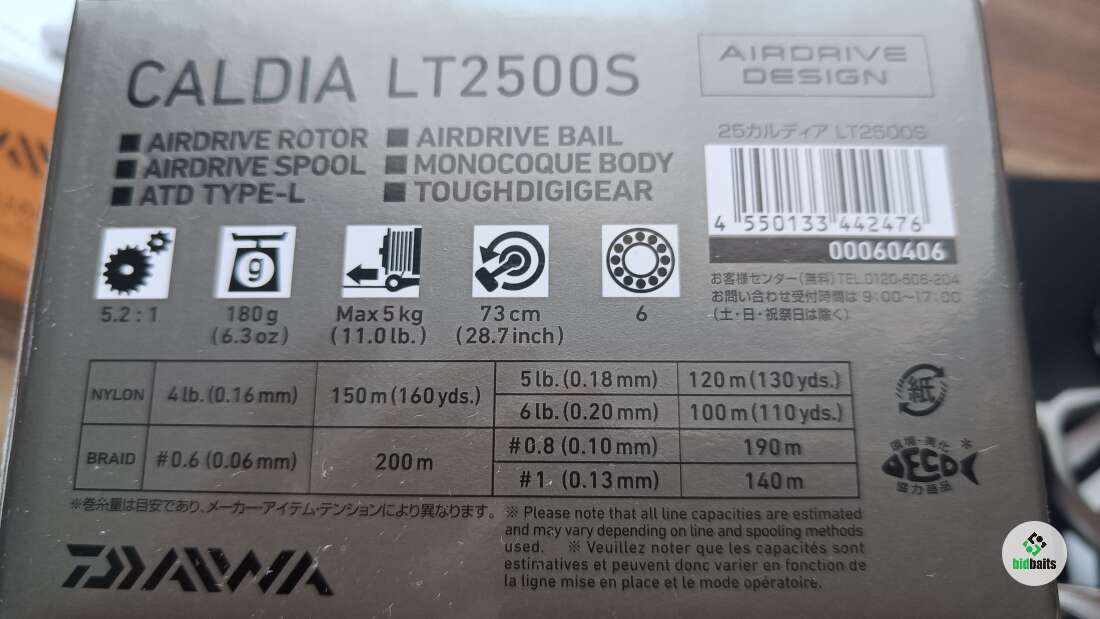 CALDIA LT2500S
AIRDRIVE DESIGN
■ AIRDRIVE ROTOR ■ AIRDRIVE BAIL
■ AIRDRIVE SPOOL ■ MONOCOQUE BODY
■ ATD TYPE-L ■ TOUGHDIGIGEAR
25カルディア LT2500S
4 550133 442476
00060406
お客様センター(無料)TEL.0120-506-204
お問い合わせ受付時間は 9:00~17:00
(土・日・祝祭日は除く)
g
5.2 : 1
180 g
(6.3 oz)
Max 5 kg
(11.0 lb.)
73 cm
(28.7 inch)
6
NYLON 4 lb. (0.16 mm) 150 m (160 yds.) 5 lb. (0.18 mm) 120 m (130 yds.)
6 lb. (0.20 mm) 100 m (110 yds.)
BRAID #0.6 (0.06 mm) 200 m #0.8 (0.10 mm) 190 m
#1 (0.13 mm) 140 m
紙
環境・美化 *
ECO
協力商品
※巻糸量は目安であり、メーカー・アイテム・テンションにより異なります。
※ Please note that all line capacities are estimated
and may vary depending on line and spooling methods
used. ※ Veuillez noter que les capacités sont
estimatives et peuvent donc varier en fonction de
la ligne mise en place et le mode opératoire.
DAIWA
bidbaits